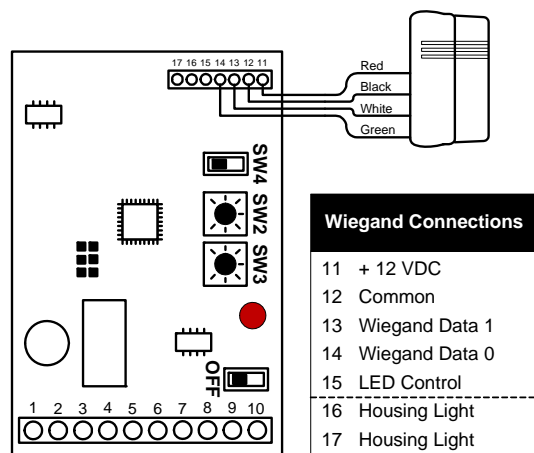 17 16 15 14 13 12 11
Red
Black
White
Green
SW4
SW2
SW3
OFF
1 2 3 4 5 6 7 8 9 10
Wiegand Connections
11 + 12 VDC
12 Common
13 Wiegand Data 1
14 Wiegand Data 0
15 LED Control
16 Housing Light
17 Housing Light